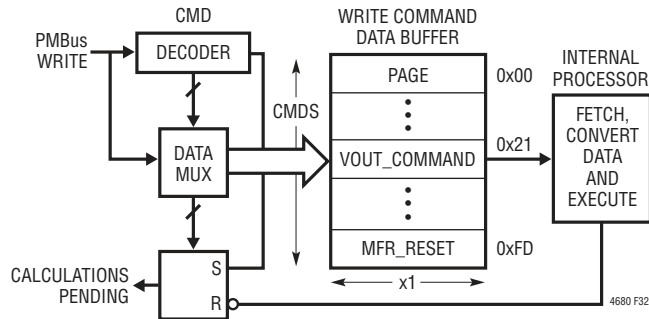 CMD
PMBus
WRITE
DECODER
CMDS
DATA
MUX
S
R
CALCULATIONS
PENDING
WRITE COMMAND
DATA BUFFER
PAGE
0x00
VOUT_COMMAND
0x21
MFR_RESET
0xFD
x1
INTERNAL
PROCESSOR
FETCH,
CONVERT
DATA
AND
EXECUTE
4680 F32